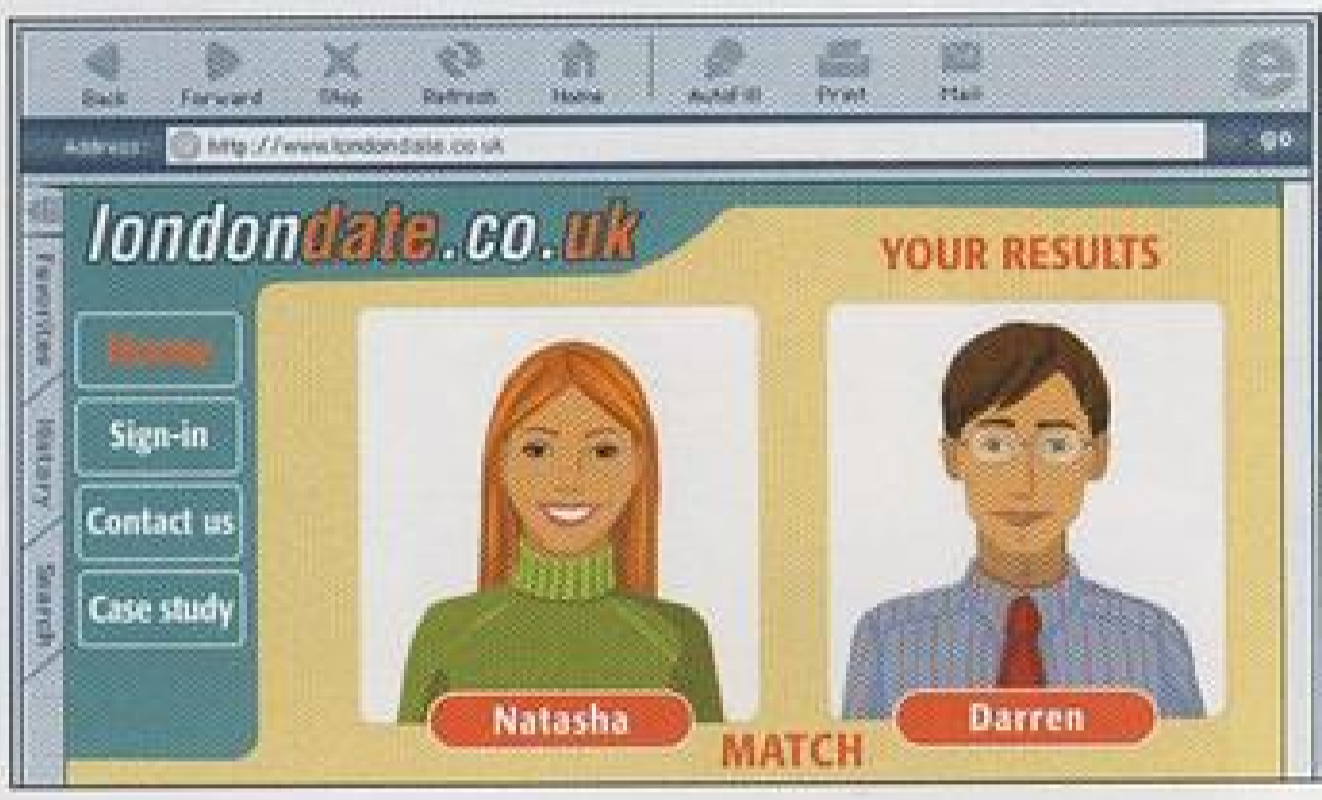 Back Forward Stop Refresh Home AutoFill Print Mail
Address: http://www.londondate.co.uk go
londondate.co.uk
YOUR RESULTS
Favorites
History
Search
Home
Sign-in
Contact us
Case study
Natasha
Darren
MATCH